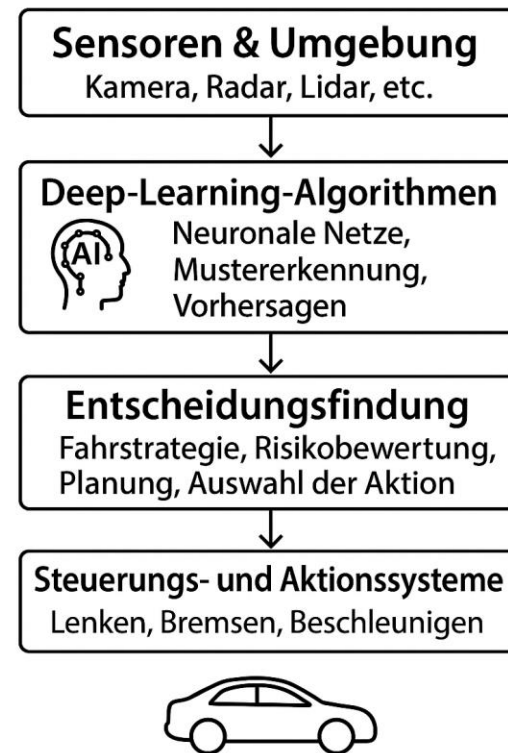 Sensoren & Umgebung
Kamera, Radar, Lidar, etc.
Deep-Learning-Algorithmen
AI
Neuronale Netze,
Mustererkennung,
Vorhersagen
Entscheidungsfindung
Fahrstrategie, Risikobewertung,
Planung, Auswahl der Aktion
Steuerungs- und Aktionssysteme
Lenken, Bremsen, Beschleunigen